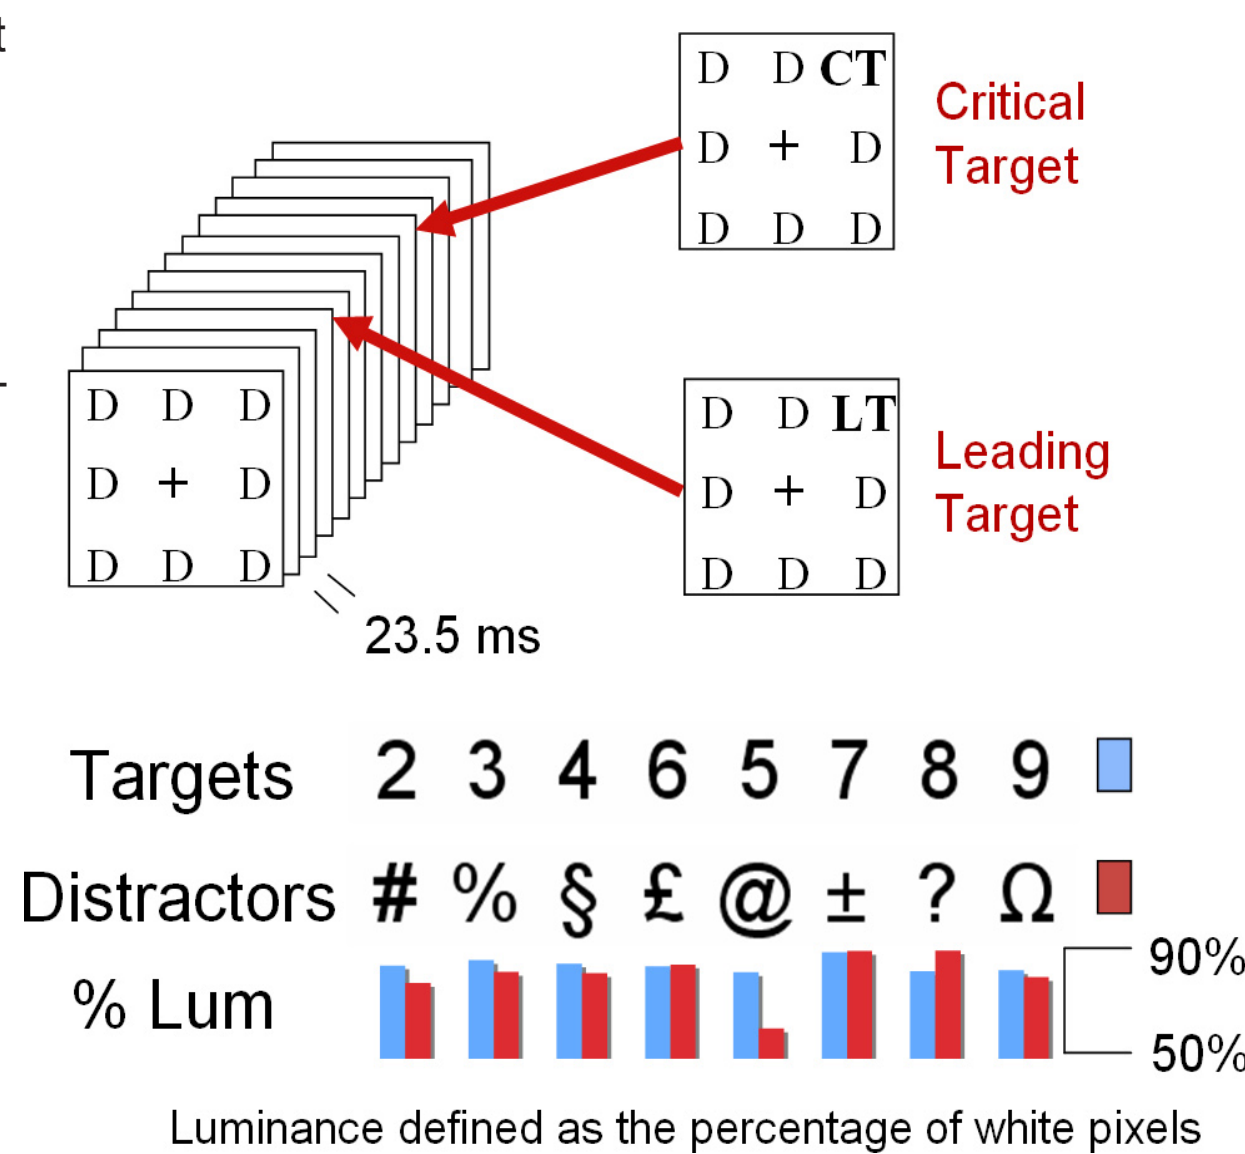 t
D D CT
D + D
D D D
Critical
Target
D D D
D + D
D D D
D D LT
D + D
D D D
Leading
Target
23.5 ms
Targets 2 3 4 6 5 7 8 9
Distractors # % § £ @ ± ? Ω
% Lum
90%
50%
Luminance defined as the percentage of white pixels